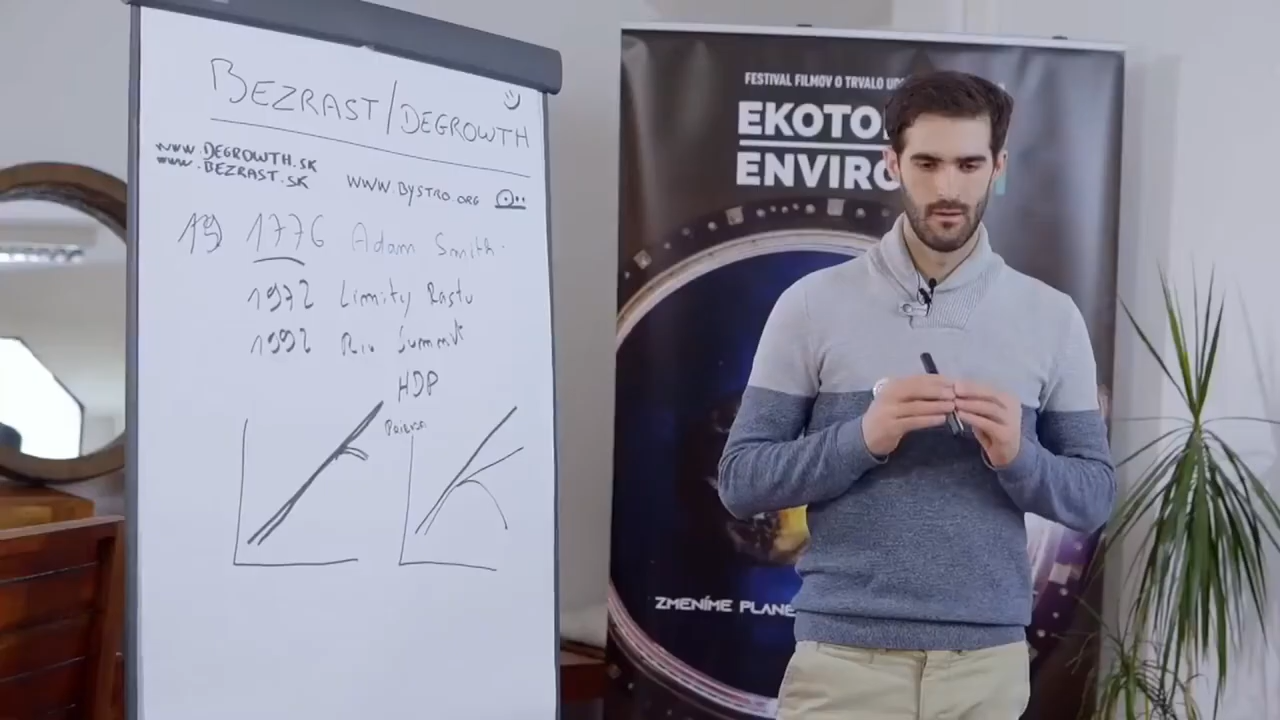 BEZRAST/DEGROWTH
WWW.DEGROWTH.SK
WWW.BEZRAST.SK
WWW.BYSTRO.ORG
19 1776 Adam Smith
1972 Limity Rastu
1992 Rio Summit
HDP
FESTIVAL FILMOV O TRVALO
EKOTO
ENVIRO
ZMENÍME PLANE